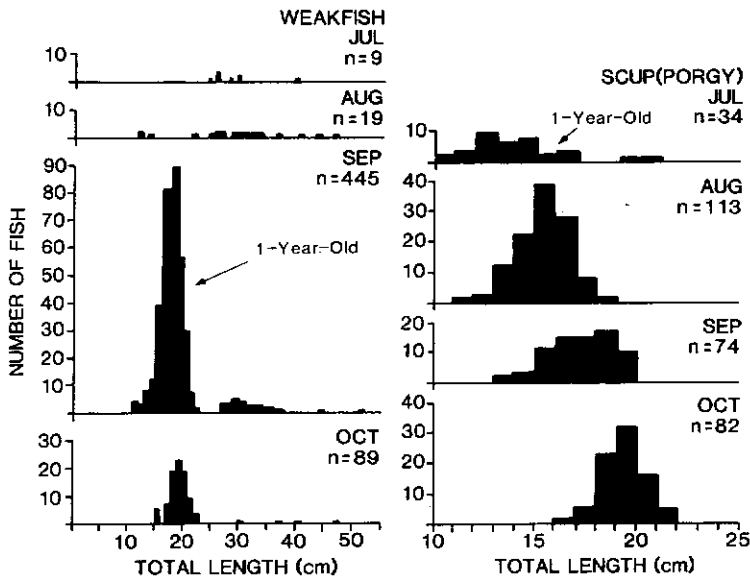 WEAKFISH
JUL
n=9
10
AUG
n=19
10
SEP
n=445
90
80
70
60
50
40
30
20
10
1-Year-Old
NUMBER OF FISH
OCT
n=89
30
20
10
10 20 30 40 50
TOTAL LENGTH (cm)
SCUP(PORGY)
JUL
n=34
1-Year-Old
10
AUG
n=113
40
30
20
10
SEP
n=74
20
10
OCT
n=82
40
30
20
10
10 15 20 25
TOTAL LENGTH (cm)